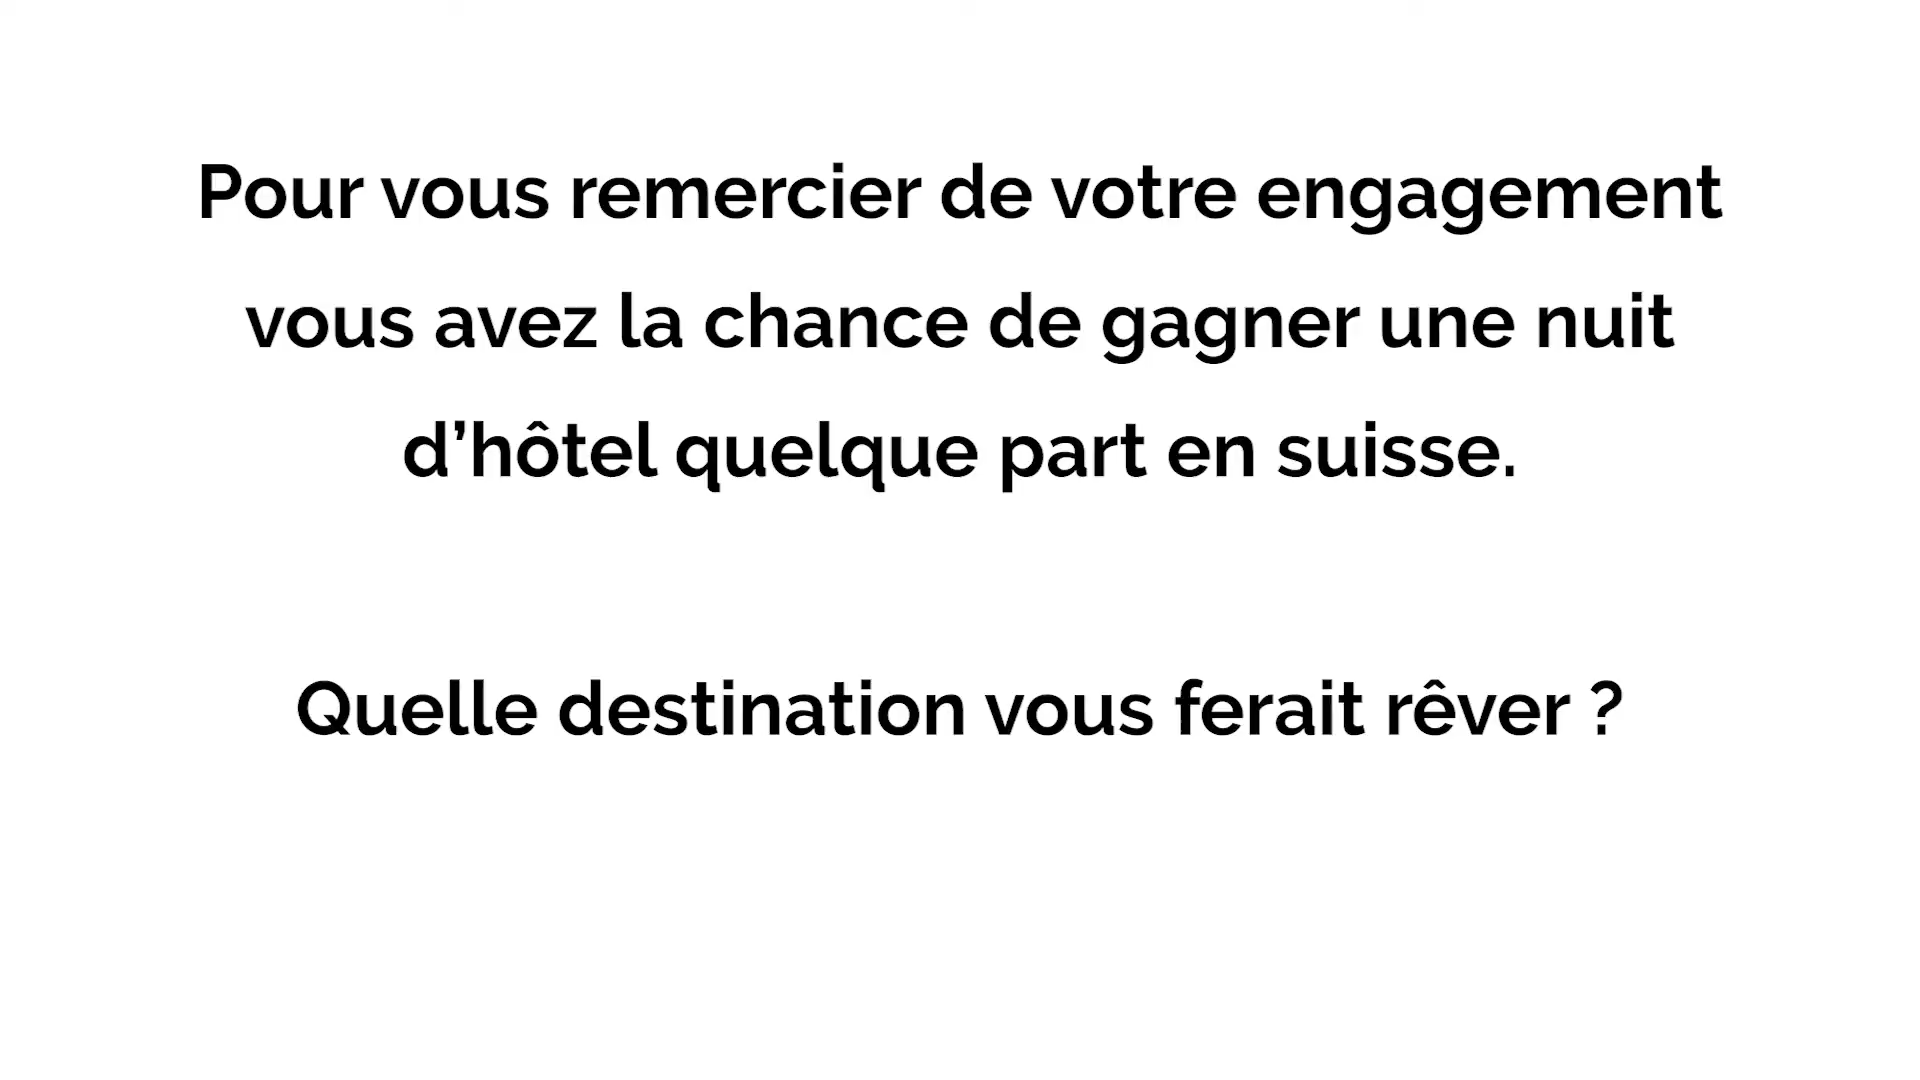 Pour vous remercier de votre engagement
vous avez la chance de gagner une nuit
d’hôtel quelque part en suisse.
Quelle destination vous ferait rêver ?